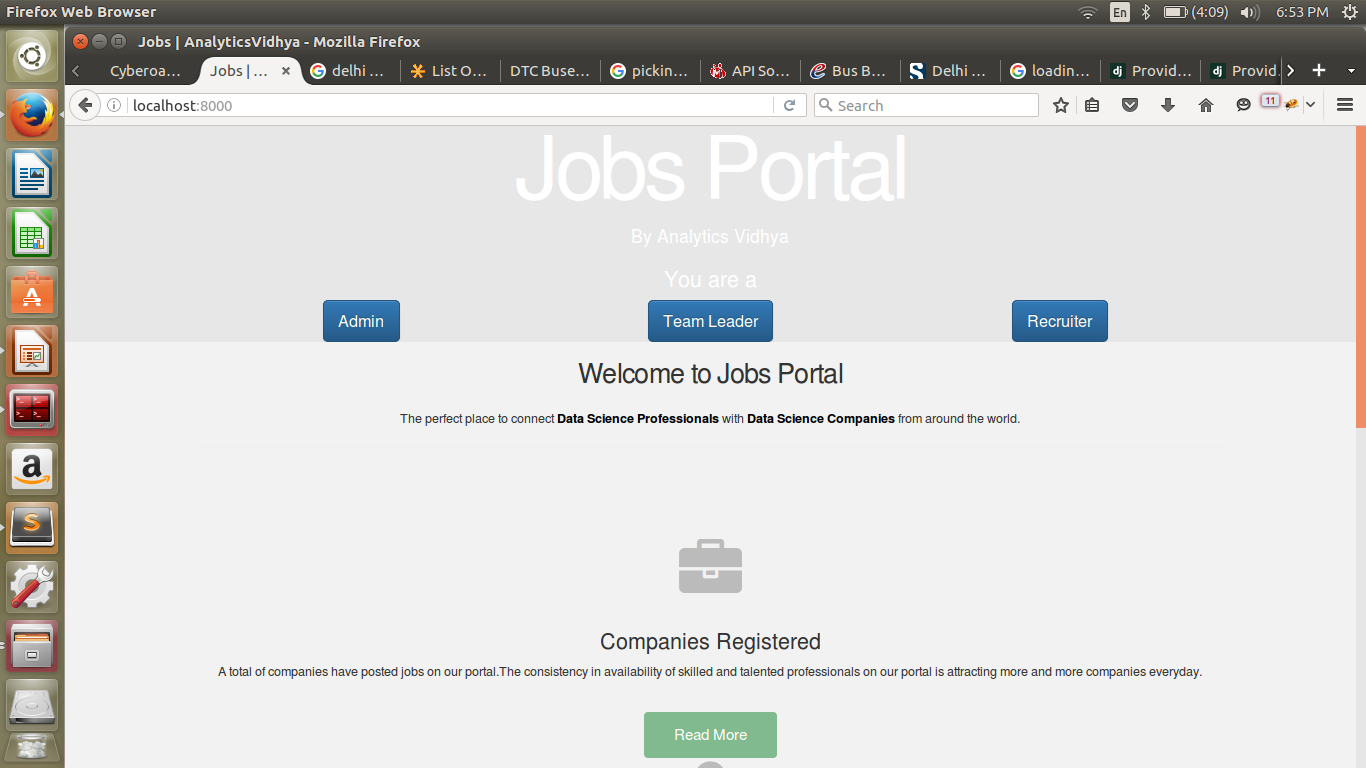 Firefox Web Browser
En
(4:09)
6:53 PM
Jobs | AnalyticsVidhya - Mozilla Firefox
Cyberoa...
Jobs | ...
delhi ...
List O...
DTC Buse...
pickin...
API So...
Bus B...
Delhi ...
loadin...
dj Provid...
dj Provid.
localhost:8000
Search
11
Jobs Portal
By Analytics Vidhya
You are a
Admin
Team Leader
Recruiter
Welcome to Jobs Portal
The perfect place to connect Data Science Professionals with Data Science Companies from around the world.
Companies Registered
A total of companies have posted jobs on our portal.The consistency in availability of skilled and talented professionals on our portal is attracting more and more companies everyday.
Read More